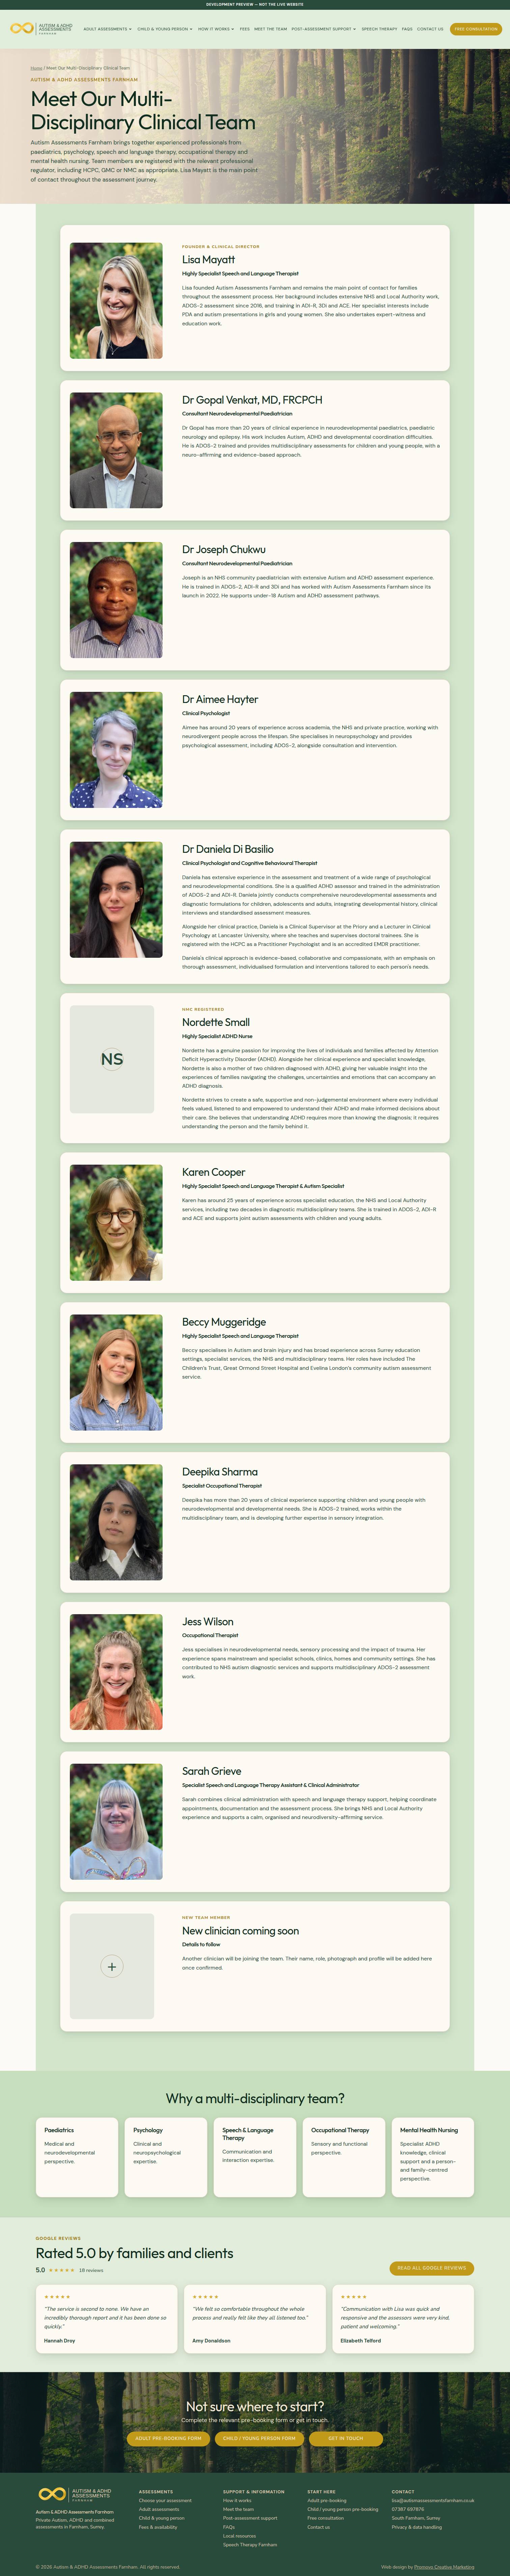 DEVELOPMENT PREVIEW — NOT THE LIVE WEBSITE
AUTISM & ADHD
ASSESSMENTS
FARNHAM
ADULT ASSESSMENTS
CHILD & YOUNG PERSON
HOW IT WORKS
FEES
MEET THE TEAM
POST-ASSESSMENT SUPPORT
SPEECH THERAPY
FAQS
CONTACT US
FREE CONSULTATION
Home / Meet Our Multi-Disciplinary Clinical Team
AUTISM & ADHD ASSESSMENTS FARNHAM
Meet Our Multi-
Disciplinary Clinical Team
Autism Assessments Farnham brings together experienced professionals from
paediatrics, psychology, speech and language therapy, occupational therapy and
mental health nursing. Team members are registered with the relevant professional
regulator, including HCPC, GMC or NMC as appropriate. Lisa Mayatt is the main point
of contact throughout the assessment journey.
FOUNDER & CLINICAL DIRECTOR
Lisa Mayatt
Highly Specialist Speech and Language Therapist
Lisa founded Autism Assessments Farnham and remains the main point of contact for families
throughout the assessment process. Her background includes extensive NHS and Local Authority work,
ADOS-2 assessment since 2016, and training in ADI-R, 3Di and ACE. Her specialist interests include
PDA and autism presentations in girls and young women. She also undertakes expert-witness and
education work.
Dr Gopal Venkat, MD, FRCPCH
Consultant Neurodevelopmental Paediatrician
Dr Gopal has more than 20 years of clinical experience in neurodevelopmental paediatrics, paediatric
neurology and epilepsy. His work includes Autism, ADHD and developmental coordination difficulties.
He is ADOS-2 trained and provides multidisciplinary assessments for children and young people, with a
neuro-affirming and evidence-based approach.
Dr Joseph Chukwu
Consultant Neurodevelopmental Paediatrician
Joseph is an NHS community paediatrician with extensive Autism and ADHD assessment experience.
He is trained in ADOS-2, ADI-R and 3Di and has worked with Autism Assessments Farnham since its
launch in 2022. He supports under-18 Autism and ADHD assessment pathways.
Dr Aimee Hayter
Clinical Psychologist
Aimee has around 20 years of experience across academia, the NHS and private practice, working with
neurodivergent people across the lifespan. She specialises in neuropsychology and provides
psychological assessment, including ADOS-2, alongside consultation and intervention.
Dr Daniela Di Basilio
Clinical Psychologist and Cognitive Behavioural Therapist
Daniela has extensive experience in the assessment and treatment of a wide range of psychological
and neurodevelopmental conditions. She is a qualified ADHD assessor and trained in the administration
of ADOS-2 and ADI-R. Daniela jointly conducts comprehensive neurodevelopmental assessments and
diagnostic formulations for children, adolescents and adults, integrating developmental history, clinical
interviews and standardised assessment measures.
Alongside her clinical practice, Daniela is a Clinical Supervisor at the Priory and a Lecturer in Clinical
Psychology at Lancaster University, where she teaches and supervises doctoral trainees. She is
registered with the HCPC as a Practitioner Psychologist and is an accredited EMDR practitioner.
Daniela's clinical approach is evidence-based, collaborative and compassionate, with an emphasis on
thorough assessment, individualised formulation and interventions tailored to each person's needs.
NS
NMC REGISTERED
Nordette Small
Highly Specialist ADHD Nurse
Nordette has a genuine passion for improving the lives of individuals and families affected by Attention
Deficit Hyperactivity Disorder (ADHD). Alongside her clinical experience and specialist knowledge,
Nordette is also a mother of two children diagnosed with ADHD, giving her valuable insight into the
experiences of families navigating the challenges, uncertainties and emotions that can accompany an
ADHD diagnosis.
Nordette strives to create a safe, supportive and non-judgemental environment where every individual
feels valued, listened to and empowered to understand their ADHD and make informed decisions about
their care. She believes that understanding ADHD requires more than knowing the diagnosis; it requires
understanding the person and the family behind it.
Karen Cooper
Highly Specialist Speech and Language Therapist & Autism Specialist
Karen has around 25 years of experience across specialist education, the NHS and Local Authority
services, including two decades in diagnostic multidisciplinary teams. She is trained in ADOS-2, ADI-R
and ACE and supports joint autism assessments with children and young adults.
Beccy Muggeridge
Highly Specialist Speech and Language Therapist
Beccy specialises in Autism and brain injury and has broad experience across Surrey education
settings, specialist services, the NHS and multidisciplinary teams. Her roles have included The
Children's Trust, Great Ormond Street Hospital and Evelina London's community autism assessment
service.
Deepika Sharma
Specialist Occupational Therapist
Deepika has more than 20 years of clinical experience supporting children and young people with
neurodevelopmental and developmental needs. She is ADOS-2 trained, works within the
multidisciplinary team, and is developing further expertise in sensory integration.
Jess Wilson
Occupational Therapist
Jess specialises in neurodevelopmental needs, sensory processing and the impact of trauma. Her
experience spans mainstream and specialist schools, clinics, homes and community settings. She has
contributed to NHS autism diagnostic services and supports multidisciplinary ADOS-2 assessment
work.
Sarah Grieve
Specialist Speech and Language Therapy Assistant & Clinical Administrator
Sarah combines clinical administration with speech and language therapy support, helping coordinate
appointments, documentation and the assessment process. She brings NHS and Local Authority
experience and supports a calm, organised and neurodiversity-affirming service.
+
NEW TEAM MEMBER
New clinician coming soon
Details to follow
Another clinician will be joining the team. Their name, role, photograph and profile will be added here
once confirmed.
Why a multi-disciplinary team?
Paediatrics
Medical and
neurodevelopmental
perspective.
Psychology
Clinical and
neuropsychological
expertise.
Speech & Language
Therapy
Communication and
interaction expertise.
Occupational Therapy
Sensory and functional
perspective.
Mental Health Nursing
Specialist ADHD
knowledge, clinical
support and a person-
and family-centred
perspective.
GOOGLE REVIEWS
Rated 5.0 by families and clients
5.0 ★★★★★ 18 reviews
READ ALL GOOGLE REVIEWS
★★★★★
"The service is second to none. We have an
incredibly thorough report and it has been done so
quickly."
Hannah Droy
★★★★★
"We felt so comfortable throughout the whole
process and really felt like they all listened too."
Amy Donaldson
★★★★★
"Communication with Lisa was quick and
responsive and the assessors were very kind,
patient and welcoming."
Elizabeth Telford
Not sure where to start?
Complete the relevant pre-booking form or get in touch.
ADULT PRE-BOOKING FORM
CHILD / YOUNG PERSON FORM
GET IN TOUCH
AUTISM & ADHD
ASSESSMENTS
FARNHAM
Autism & ADHD Assessments Farnham
Private Autism, ADHD and combined
assessments in Farnham, Surrey.
ASSESSMENTS
Choose your assessment
Adult assessments
Child & young person
Fees & availability
SUPPORT & INFORMATION
How it works
Meet the team
Post-assessment support
FAQs
Local resources
Speech Therapy Farnham
START HERE
Adult pre-booking
Child / young person pre-booking
Free consultation
Contact us
CONTACT
lisa@autismassessmentsfarnham.co.uk
07387 697876
South Farnham, Surrey
Privacy & data handling
© 2026 Autism & ADHD Assessments Farnham. All rights reserved.
Web design by Promona Creative Marketing